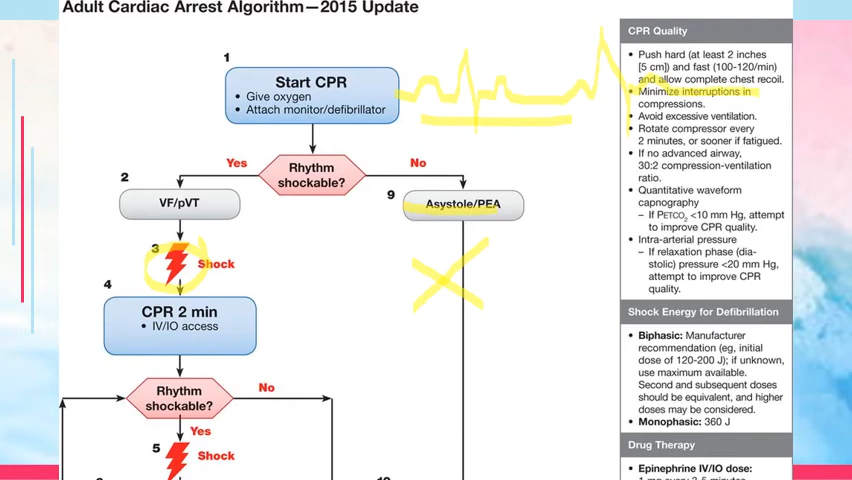 Adult Cardiac Arrest Algorithm—2015 Update
1
Start CPR
• Give oxygen
• Attach monitor/defibrillator
Yes
Rhythm
shockable?
No
2
VF/pVT
9
Asystole/PEA
3
Shock
4
CPR 2 min
• IV/IO access
Rhythm
shockable?
No
Yes
5
Shock
CPR Quality
• Push hard (at least 2 inches
[5 cm]) and fast (100-120/min)
and allow complete chest recoil.
• Minimize interruptions in
compressions.
• Avoid excessive ventilation.
• Rotate compressor every
2 minutes, or sooner if fatigued.
• If no advanced airway,
30:2 compression-ventilation
ratio.
• Quantitative waveform
capnography
– If PETCO2 <10 mm Hg, attempt
to improve CPR quality.
• Intra-arterial pressure
– If relaxation phase (dia-
stolic) pressure <20 mm Hg,
attempt to improve CPR
quality.
Shock Energy for Defibrillation
• Biphasic: Manufacturer
recommendation (eg, initial
dose of 120-200 J); if unknown,
use maximum available.
Second and subsequent doses
should be equivalent, and higher
doses may be considered.
• Monophasic: 360 J
Drug Therapy
• Epinephrine IV/IO dose:
1 mg every 3-5 minutes